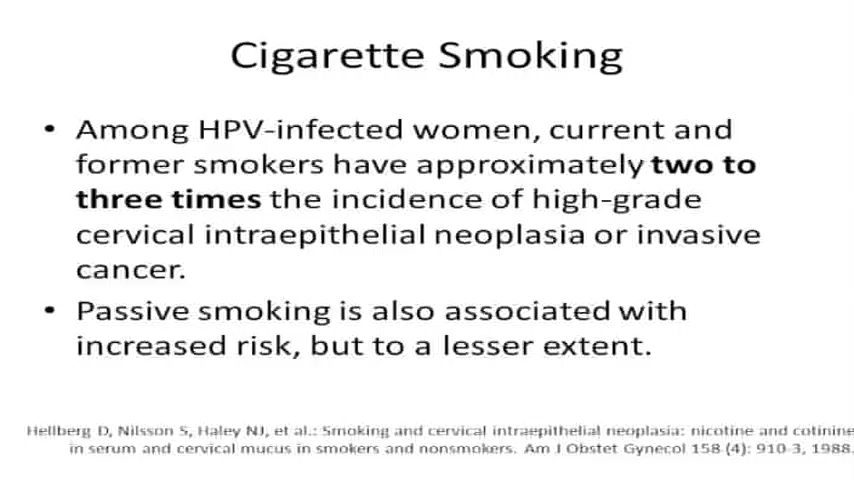 Cigarette Smoking
• Among HPV-infected women, current and
former smokers have approximately two to
three times the incidence of high-grade
cervical intraepithelial neoplasia or invasive
cancer.
• Passive smoking is also associated with
increased risk, but to a lesser extent.
Hellberg D, Nilsson S, Haley NJ, et al.: Smoking and cervical intraepithelial neoplasia: nicotine and cotinine
in serum and cervical mucus in smokers and nonsmokers. Am J Obstet Gynecol 158 (4): 910-3, 1988.